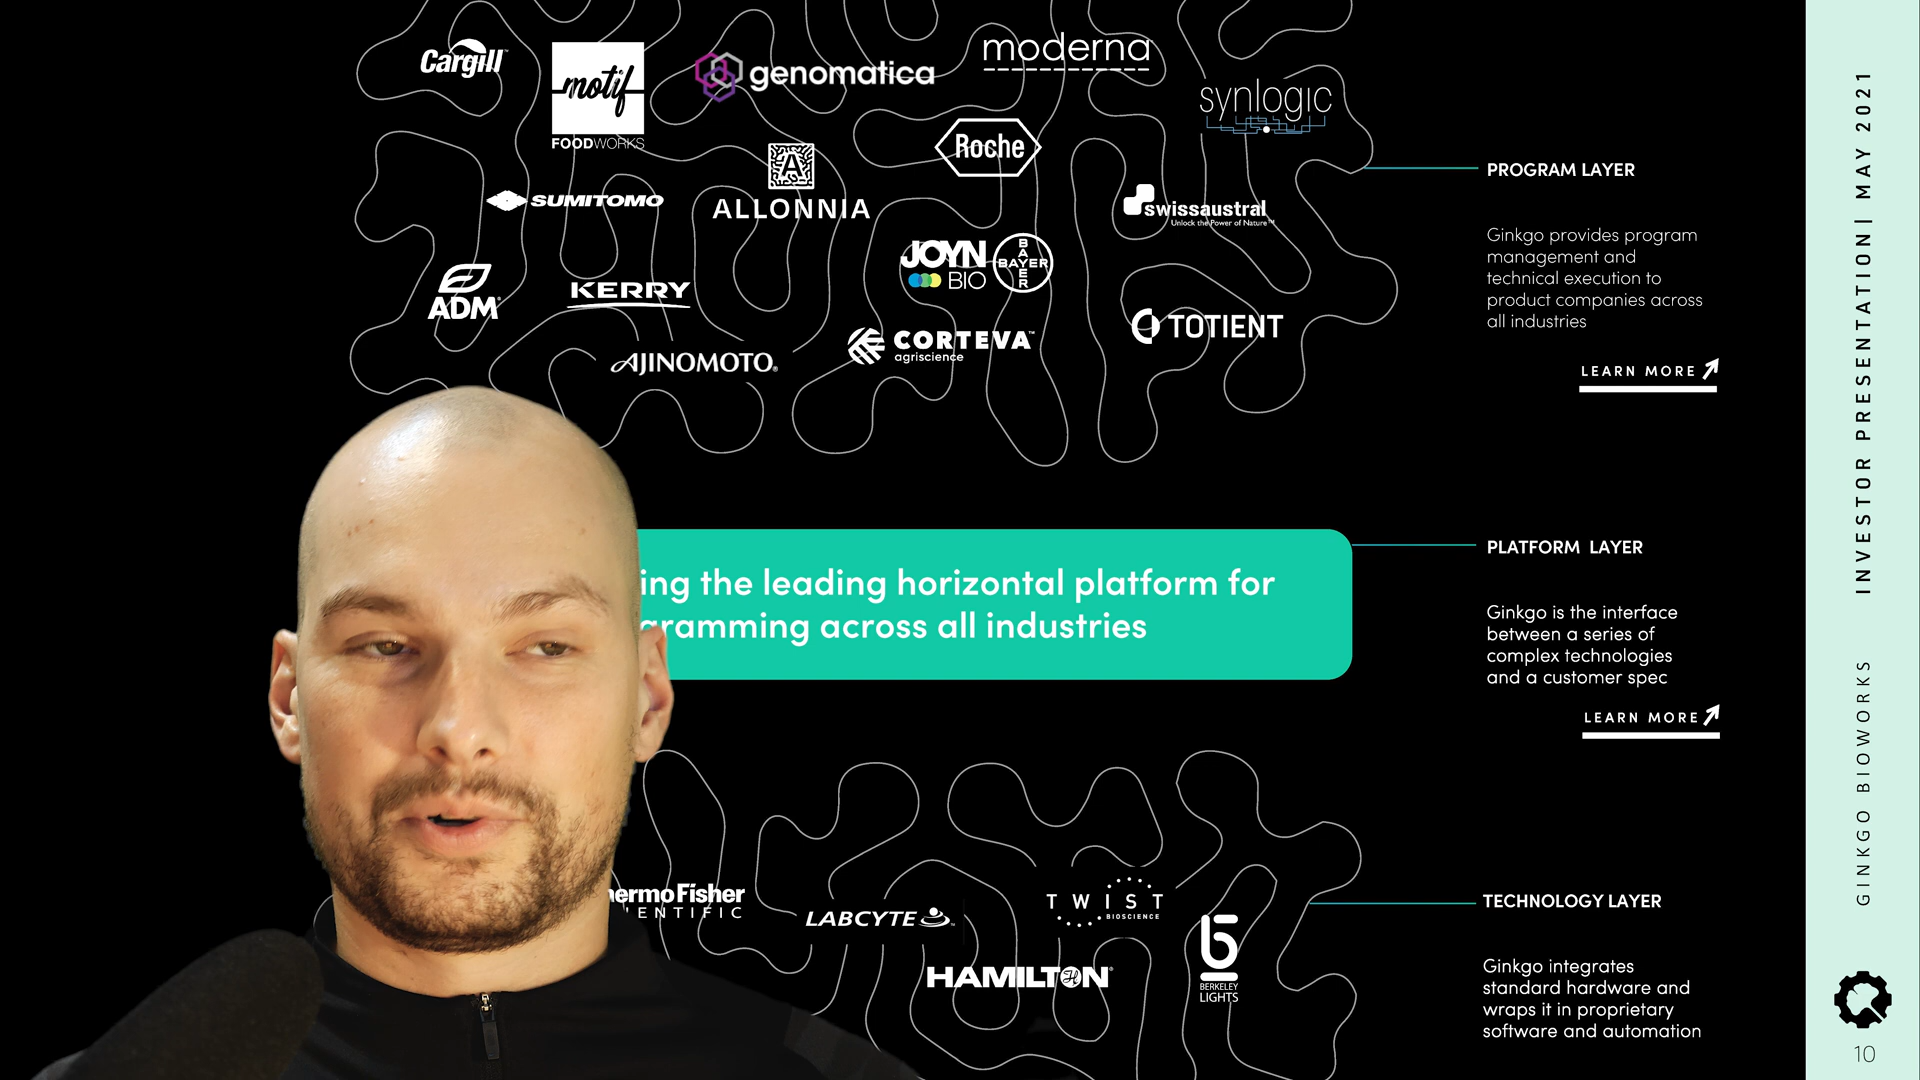 Cargill
motif
FOODWORKS
genomatica
moderna
synlogic
Roche
A
ALLONNIA
SUMITOMO
swissaustral
Unlock the Power of Nature™
JOYN
BIO
BAYER
BAYER
ADM
KERRY
CORTEVA™
agriscience
TOTIENT
AJINOMOTO®
PROGRAM LAYER
Ginkgo provides program
management and
technical execution to
product companies across
all industries
LEARN MORE
ing the leading horizontal platform for
gramming across all industries
PLATFORM LAYER
Ginkgo is the interface
between a series of
complex technologies
and a customer spec
LEARN MORE
ermoFisher
ENTIFIC
LABCYTE
TWIST
BIOSCIENCE
HAMILTON
BERKELEY
LIGHTS
TECHNOLOGY LAYER
Ginkgo integrates
standard hardware and
wraps it in proprietary
software and automation
GINKGO BIOWORKS INVESTOR PRESENTATION| MAY 2021
10